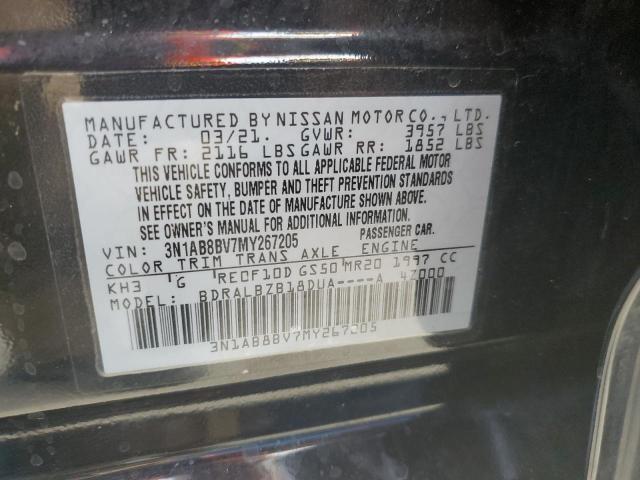 MANUFACTURED BY NISSAN MOTOR CO., LTD.
DATE: 03/21. GVWR: 3957 LBS
GAWR FR: 2116 LBS GAWR RR: 1852 LBS
THIS VEHICLE CONFORMS TO ALL APPLICABLE FEDERAL MOTOR
VEHICLE SAFETY, BUMPER AND THEFT PREVENTION STANDARDS
IN EFFECT ON THE DATE OF MANUFACTURE SHOWN ABOVE.
SEE OWNER'S MANUAL FOR ADDITIONAL INFORMATION.
VIN: 3N1AB8BV7MY267205 PASSENGER CAR.
COLOR TRIM TRANS AXLE ENGINE
KH3 G RE0F10D GS50 MR20 1997 CC
MODEL: BDRALBZB18DUA----A 47000
3N1AB8BV7MY267205